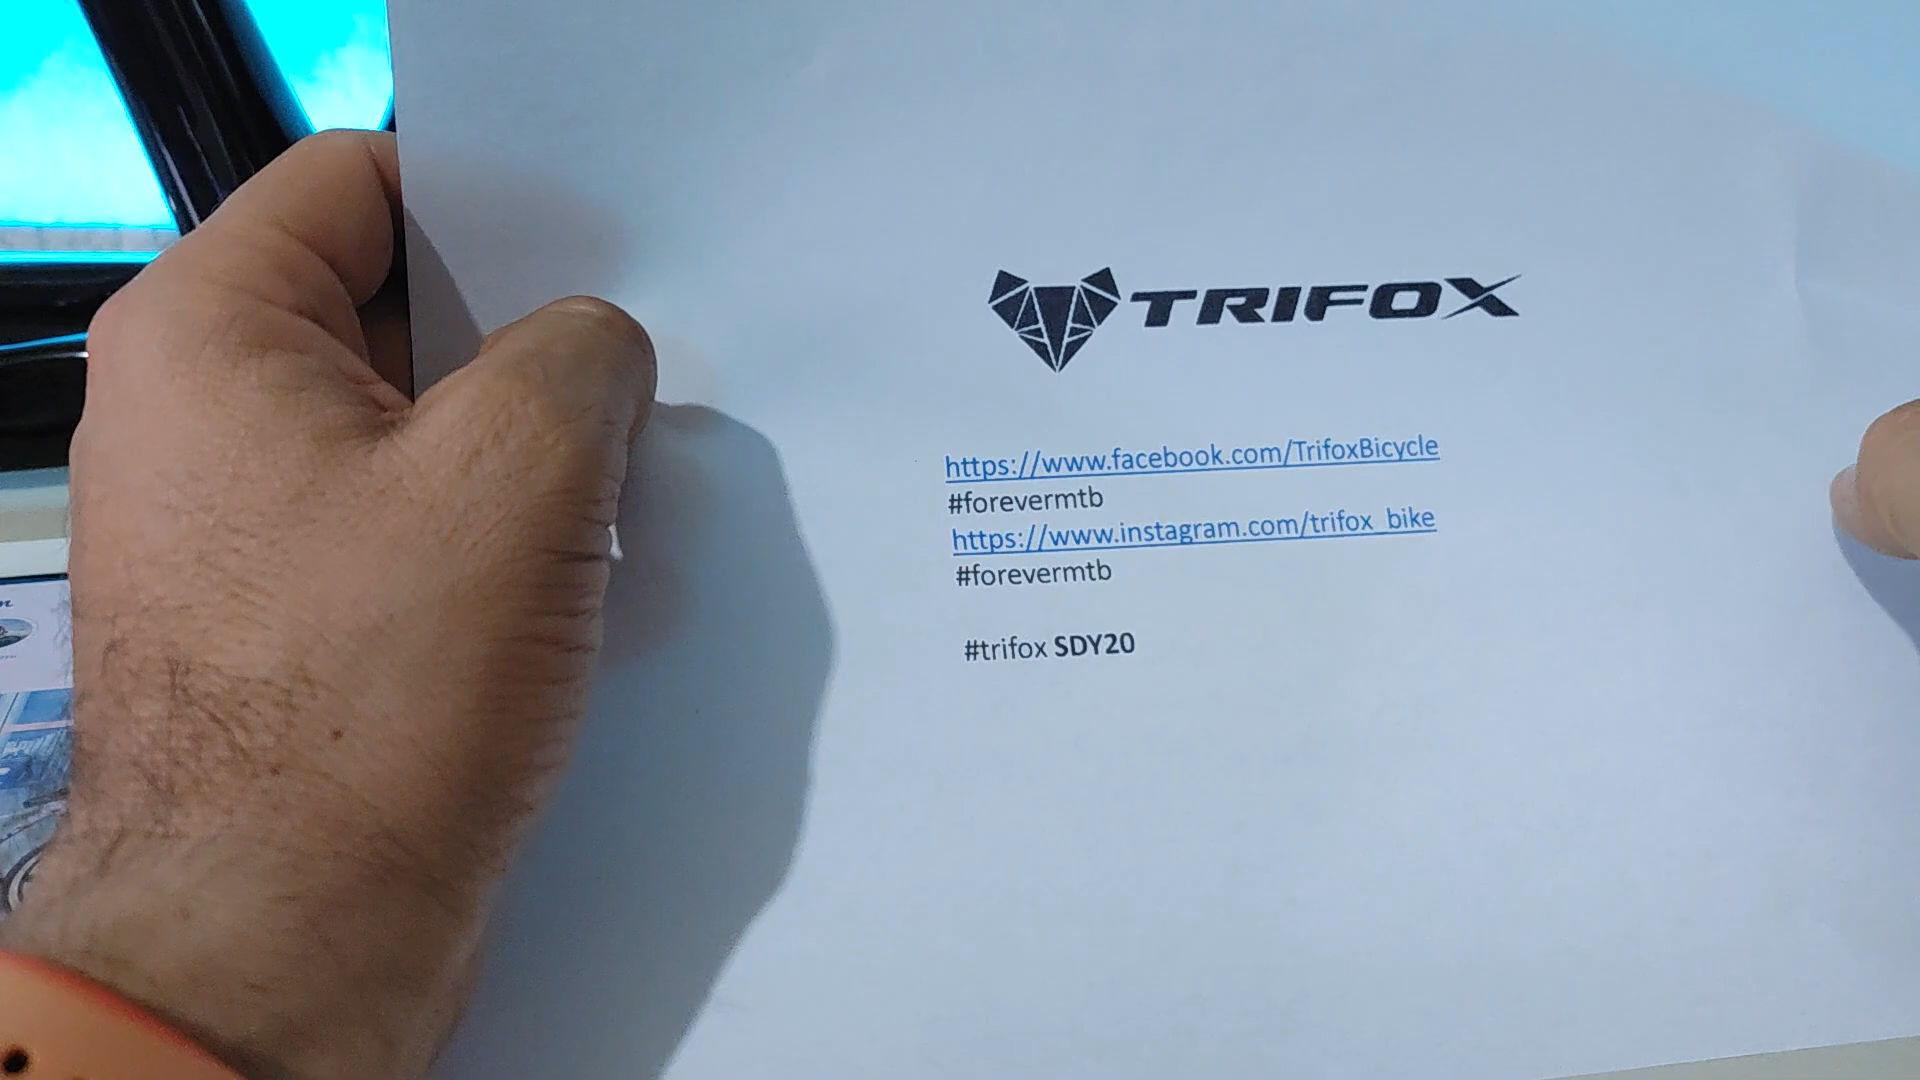 TRIFOX
https://www.facebook.com/TrifoxBicycle
#forevermtb
https://www.instagram.com/trifox_bike
#forevermtb
#trifox SDY20